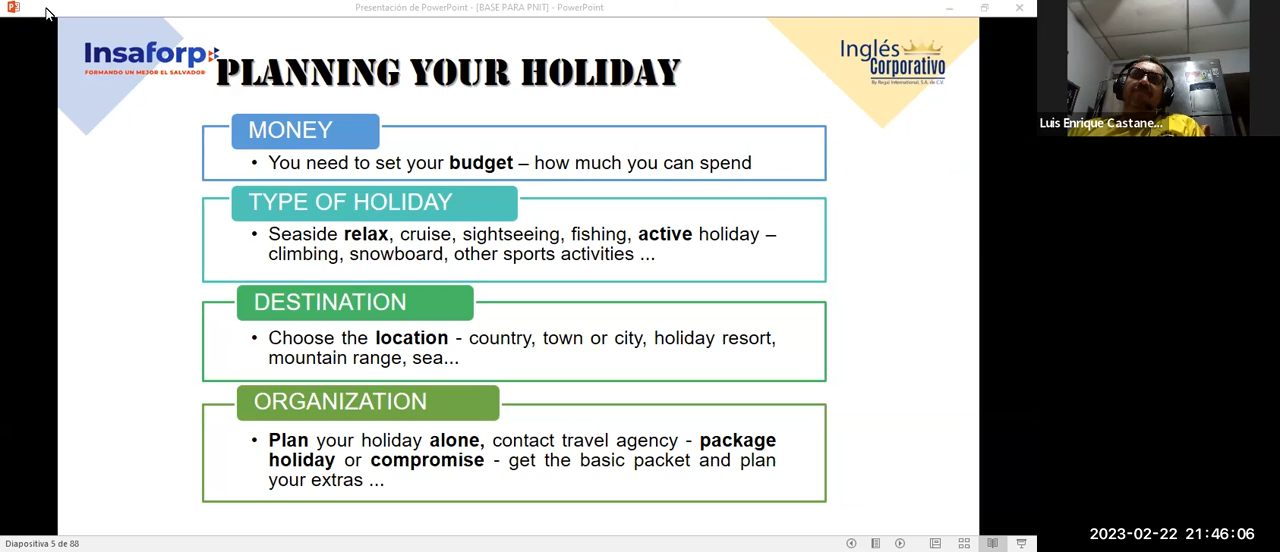 Presentación de PowerPoint - [BASE PARA PNIT] - PowerPoint
Insaforp
FORMANDO UN MEJOR EL SALVADOR
PLANNING YOUR HOLIDAY
Inglés
Corporativo
By Regal International, S.A. de C.V.
Luis Enrique Castane...
MONEY
• You need to set your budget – how much you can spend
TYPE OF HOLIDAY
• Seaside relax, cruise, sightseeing, fishing, active holiday –
climbing, snowboard, other sports activities ...
DESTINATION
• Choose the location - country, town or city, holiday resort,
mountain range, sea...
ORGANIZATION
• Plan your holiday alone, contact travel agency - package
holiday or compromise - get the basic packet and plan
your extras ...
2023-02-22 21:46:06
Diapositiva 5 de 88